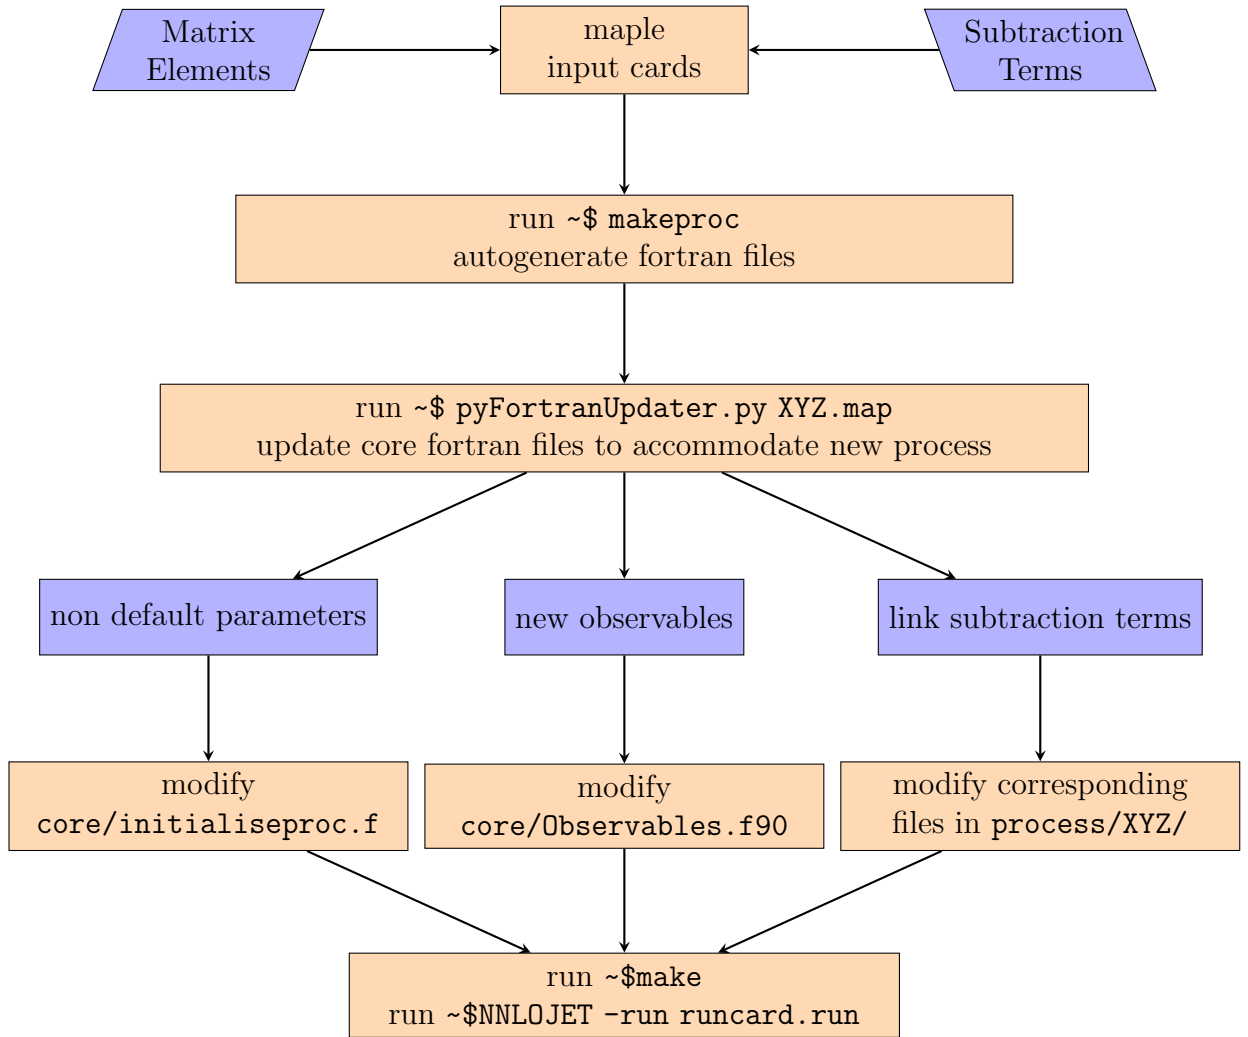 Matrix
Elements
maple
input cards
Subtraction
Terms
run ~$ makeproc
autogenerate fortran files
run ~$ pyFortranUpdater.py XYZ.map
update core fortran files to accommodate new process
non default parameters
new observables
link subtraction terms
modify
core/initialiseproc.f
modify
core/Observables.f90
modify corresponding
files in process/XYZ/
run ~$make
run ~$NNLOJET -run runcard.run